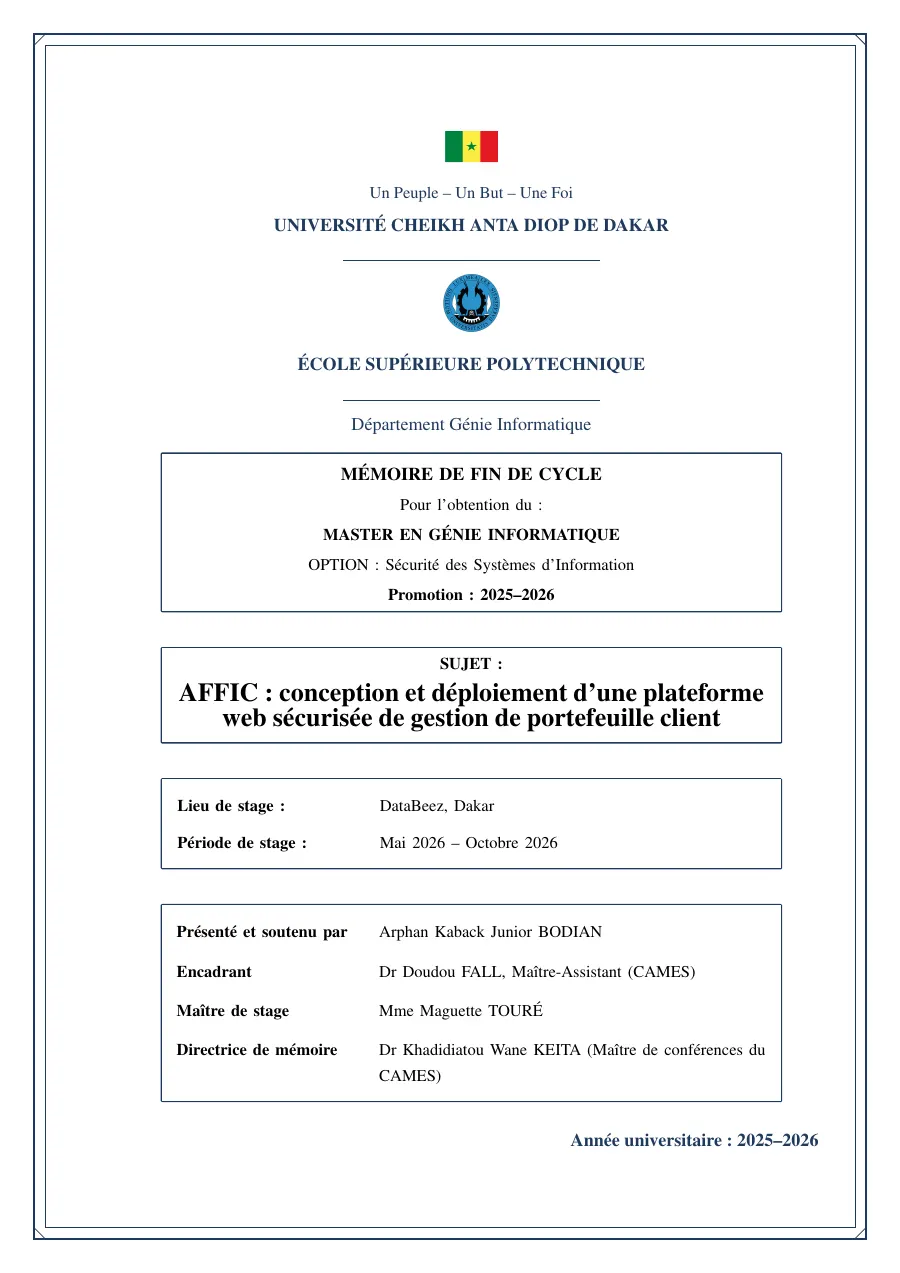 Un Peuple – Un But – Une Foi
UNIVERSITÉ CHEIKH ANTA DIOP DE DAKAR
ÉCOLE SUPÉRIEURE POLYTECHNIQUE
Département Génie Informatique
MÉMOIRE DE FIN DE CYCLE
Pour l’obtention du :
MASTER EN GÉNIE INFORMATIQUE
OPTION : Sécurité des Systèmes d’Information
Promotion : 2025–2026
SUJET :
AFFIC : conception et déploiement d’une plateforme
web sécurisée de gestion de portefeuille client
Lieu de stage : DataBeez, Dakar
Période de stage : Mai 2026 – Octobre 2026
Présenté et soutenu par Arphan Kaback Junior BODIAN
Encadrant Dr Doudou FALL, Maître-Assistant (CAMES)
Maître de stage Mme Maguette TOURÉ
Directrice de mémoire Dr Khadidiatou Wane KEITA (Maître de conférences du
CAMES)
Année universitaire : 2025–2026